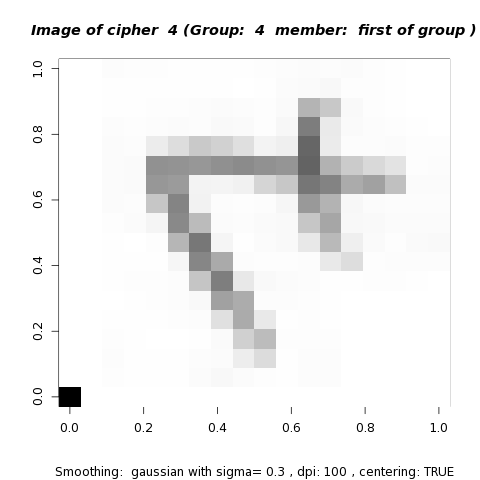 Image of cipher 4 (Group: 4 member: first of group )
1.0
0.8
0.6
0.4
0.2
0.0
0.0 0.2 0.4 0.6 0.8 1.0
Smoothing: gaussian with sigma= 0.3 , dpi: 100 , centering: TRUE